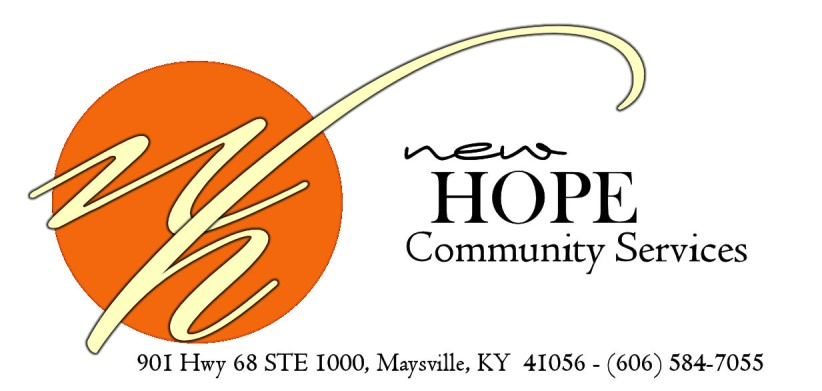 new
HOPE
Community Services
901 Hwy 68 STE 1000, Maysville, KY  41056 - (606) 584-7055